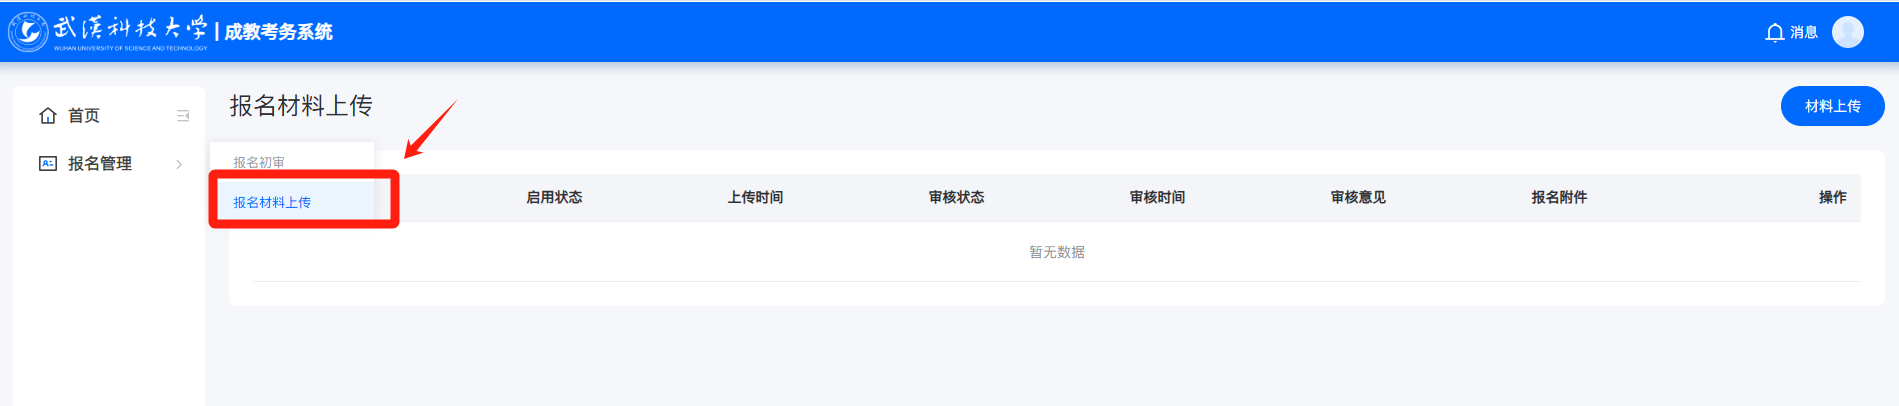 武漢科技大学 | 成教考务系统
WUHAN UNIVERSITY OF SCIENCE AND TECHNOLOGY
消息
首页
报名管理
报名材料上传
材料上传
报名初审
报名材料上传
启用状态 上传时间 审核状态 审核时间 审核意见 报名附件 操作
暂无数据